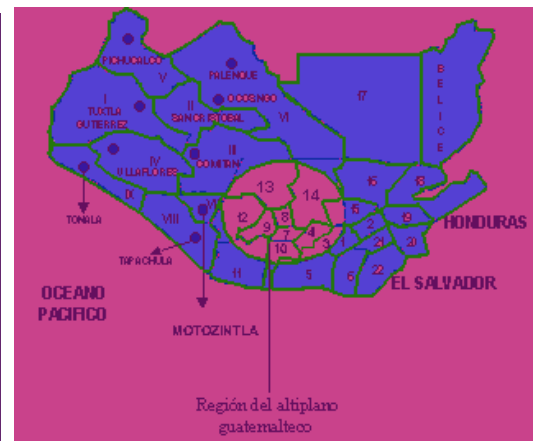 PICHUCALCO
V
PALENQUE
OCOSINGO
I
TUXTLA
GUTIERREZ
II
SANCRISTOBAL
VI
17
BELICE
IV
VILLAFLORES
III
COMITAN
TONALA
IX
VIII
VII
TAPACHULA
13
14
12
8
9
7
4
10
3
16
18
15
2
19
1
21
20
11
5
6
22
HONDURAS
EL SALVADOR
OCEANO
PACIFICO
MOTOZINTLA
Región del altiplano
guatemalteco